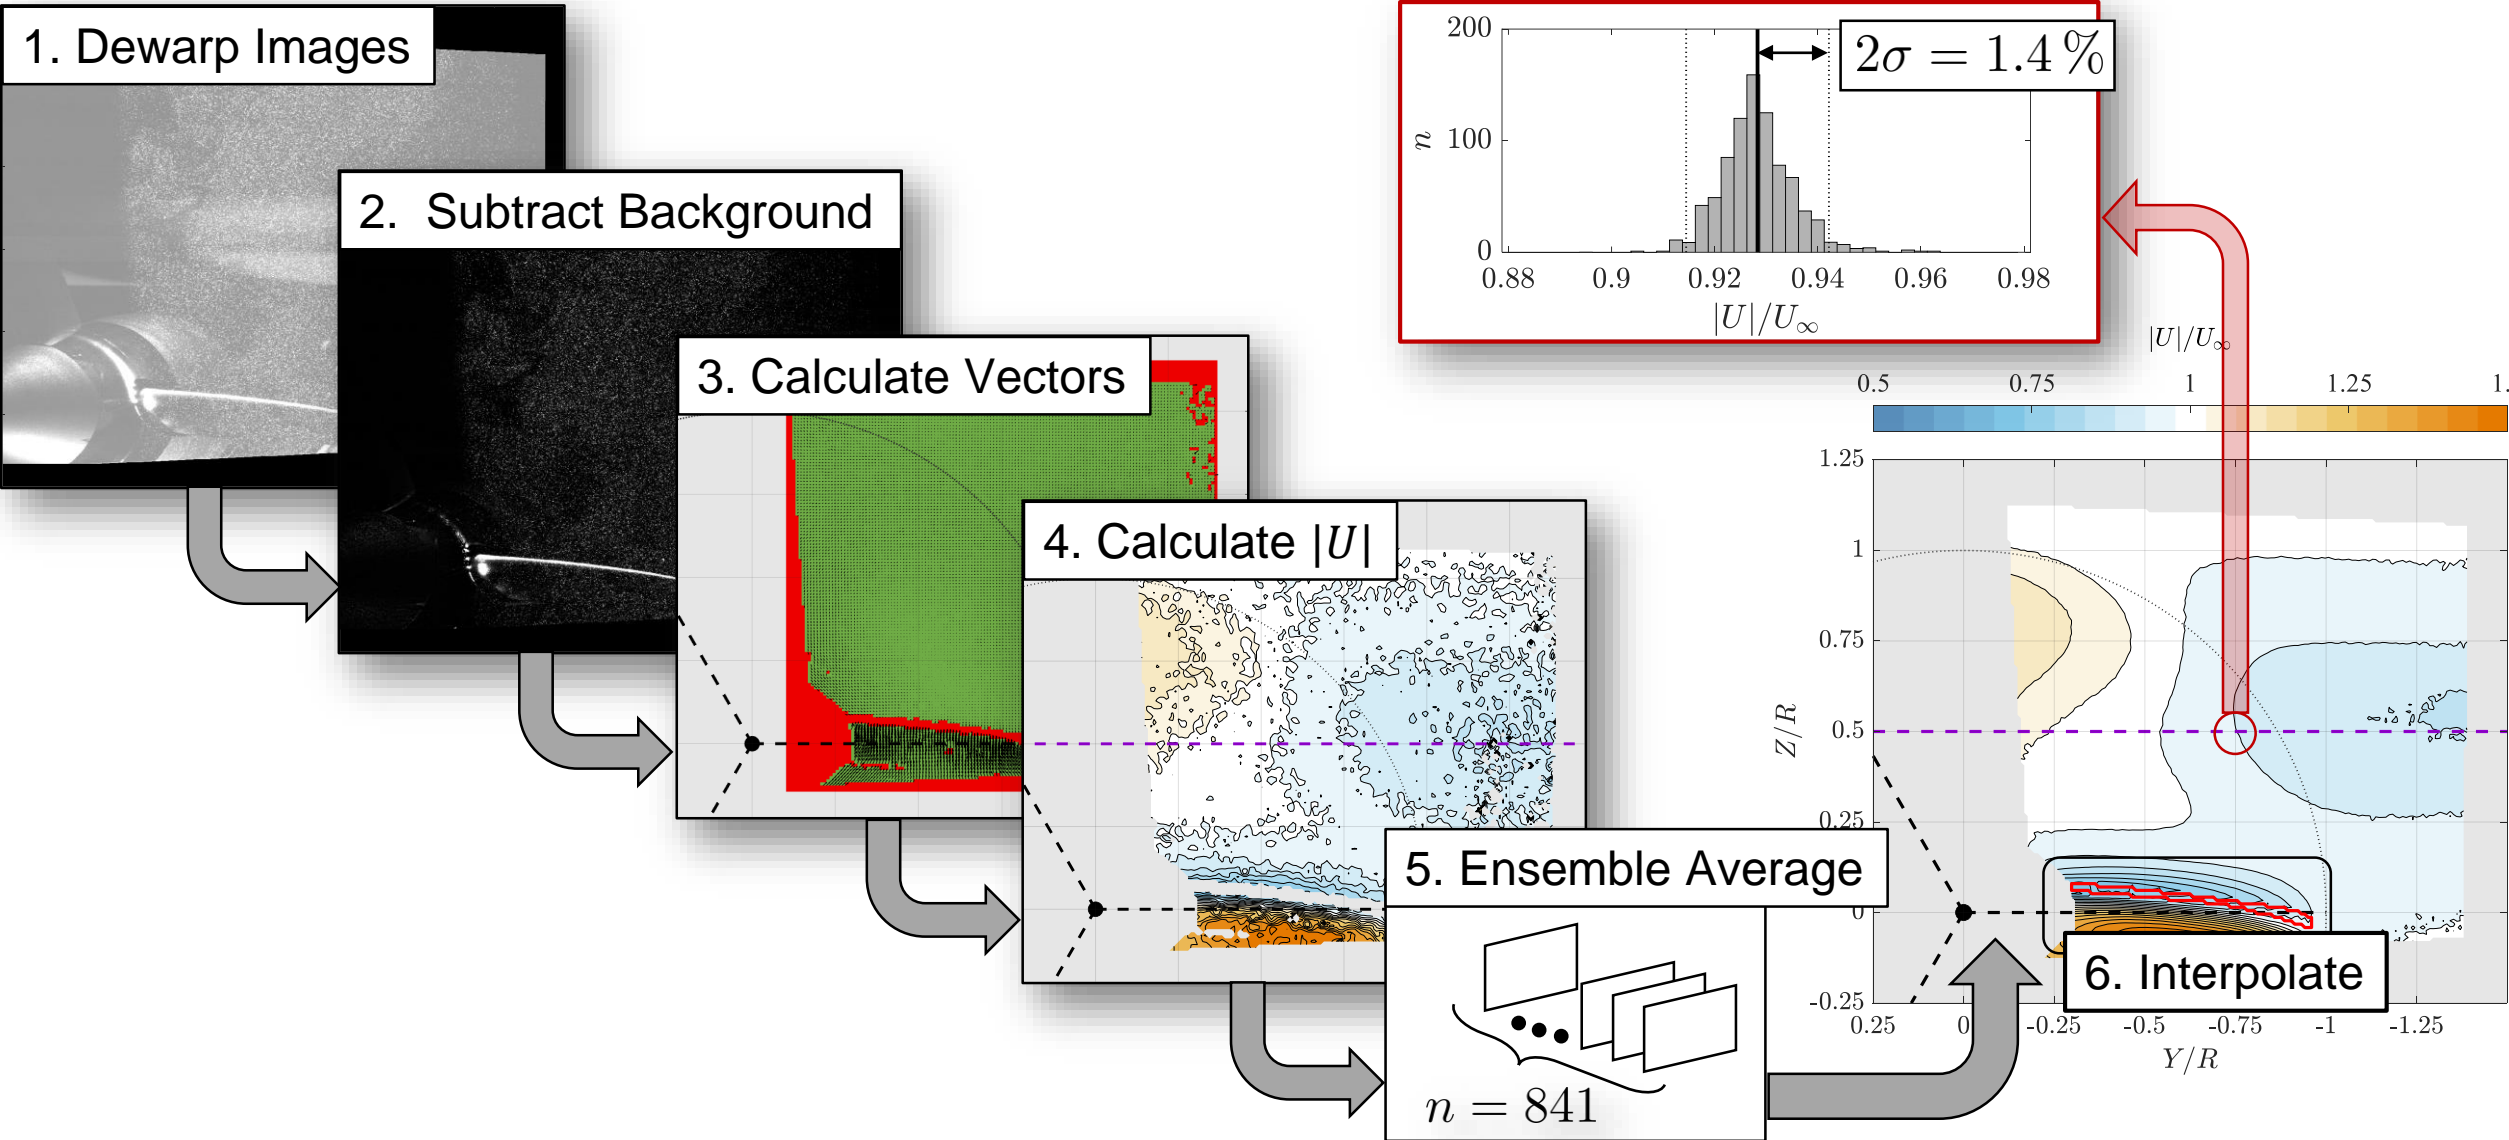 1. Dewarp Images
2. Subtract Background
3. Calculate Vectors
4. Calculate |U|
5. Ensemble Average
n = 841
6. Interpolate
200
100
0
n
2σ = 1.4 %
0.88 0.9 0.92 0.94 0.96 0.98
|U|/U∞
|U|/U∞
0.5 0.75 1 1.25 1.
1.25
1
0.75
0.5
0.25
0
-0.25
Z/R
0.25 0 -0.25 -0.5 -0.75 -1 -1.25
Y/R